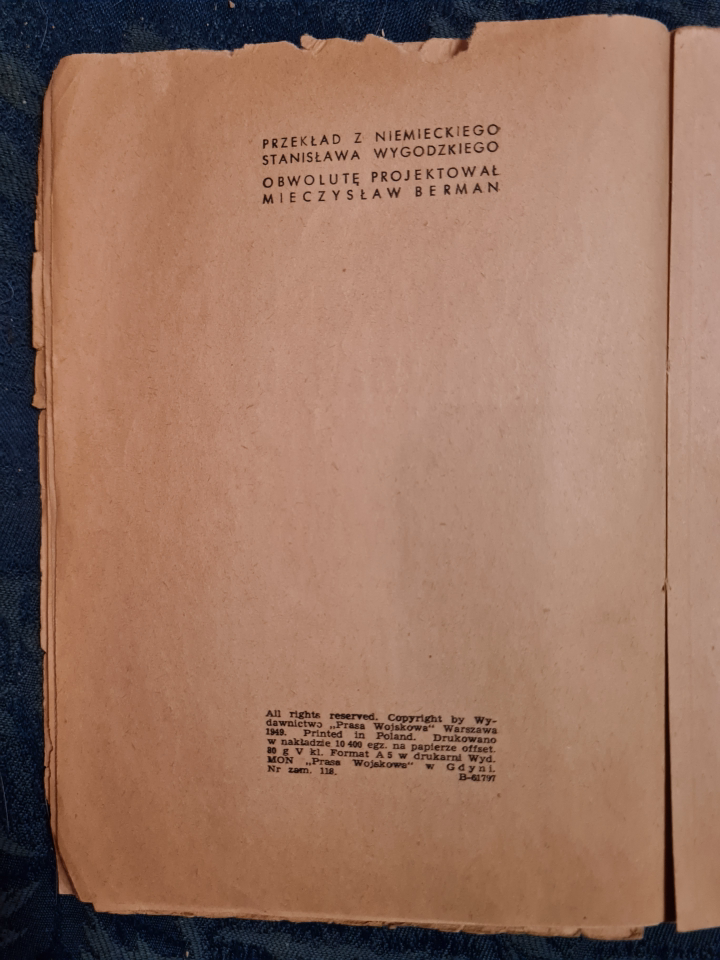 PRZEKŁAD Z NIEMIECKIEGO
STANISŁAWA WYGODZKIEGO
OBWOLUTĘ PROJEKTOWAŁ
MIECZYSŁAW BERMAN
All rights reserved. Copyright by Wy-
dawnictwo „Prasa Wojskowa" Warszawa
1949. Printed in Poland. Drukowano
w nakładzie 10 400 egz. na papierze offset.
80 g V kl. Format A 5 w drukarni Wyd.
MON „Prasa Wojskowa" w Gdyni.
Nr zam. 118. B-61797